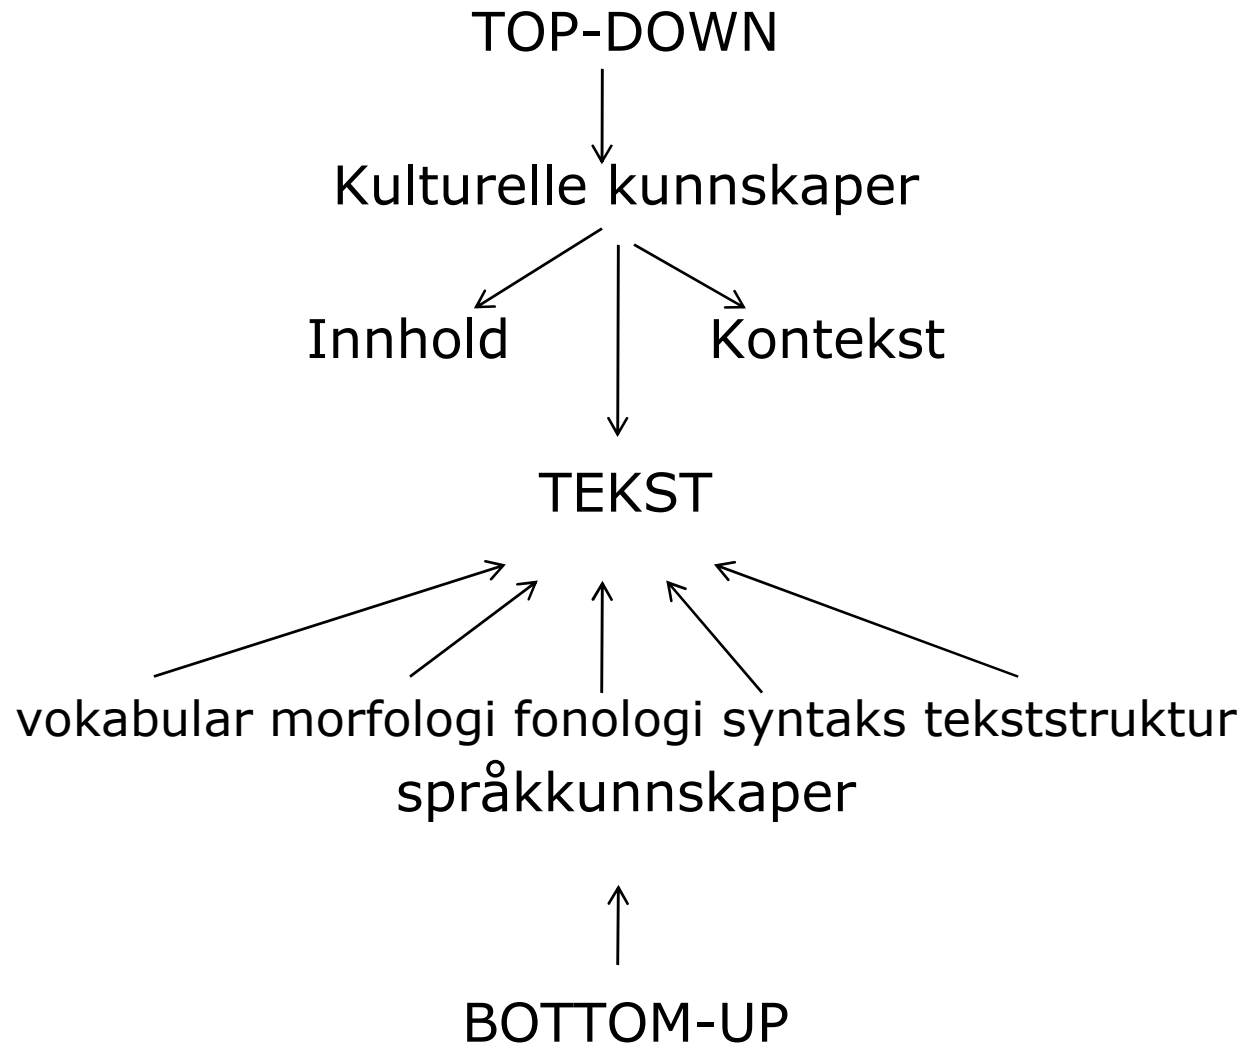 TOP-DOWN
Kulturelle kunnskaper
Innhold Kontekst
TEKST
vokabular morfologi fonologi syntaks tekststruktur
språkkunnskaper
BOTTOM-UP